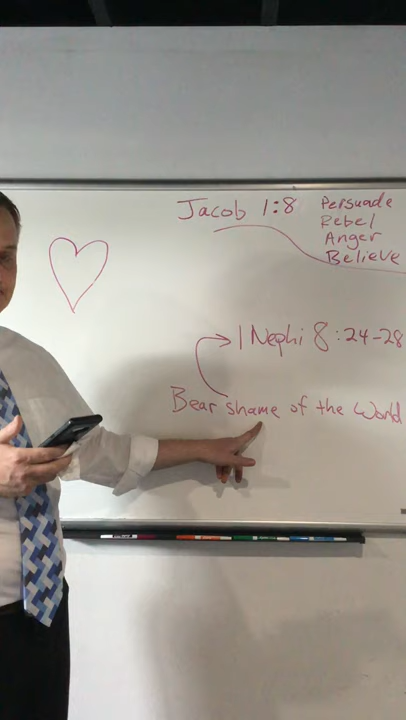 Jacob 1:8
Persuade
Rebel
Anger
Believe
1 Nephi 8:24-28
Bear shame of the World